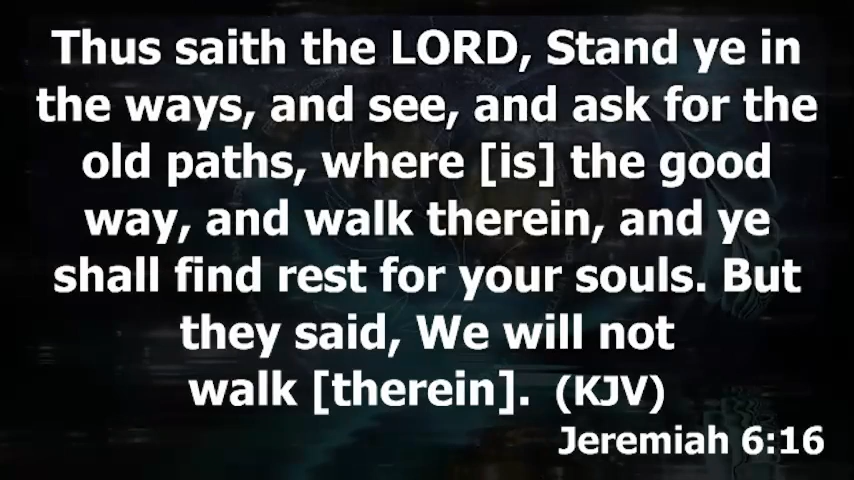 Thus saith the LORD, Stand ye in
the ways, and see, and ask for the
old paths, where [is] the good
way, and walk therein, and ye
shall find rest for your souls. But
they said, We will not
walk [therein]. (KJV)
Jeremiah 6:16